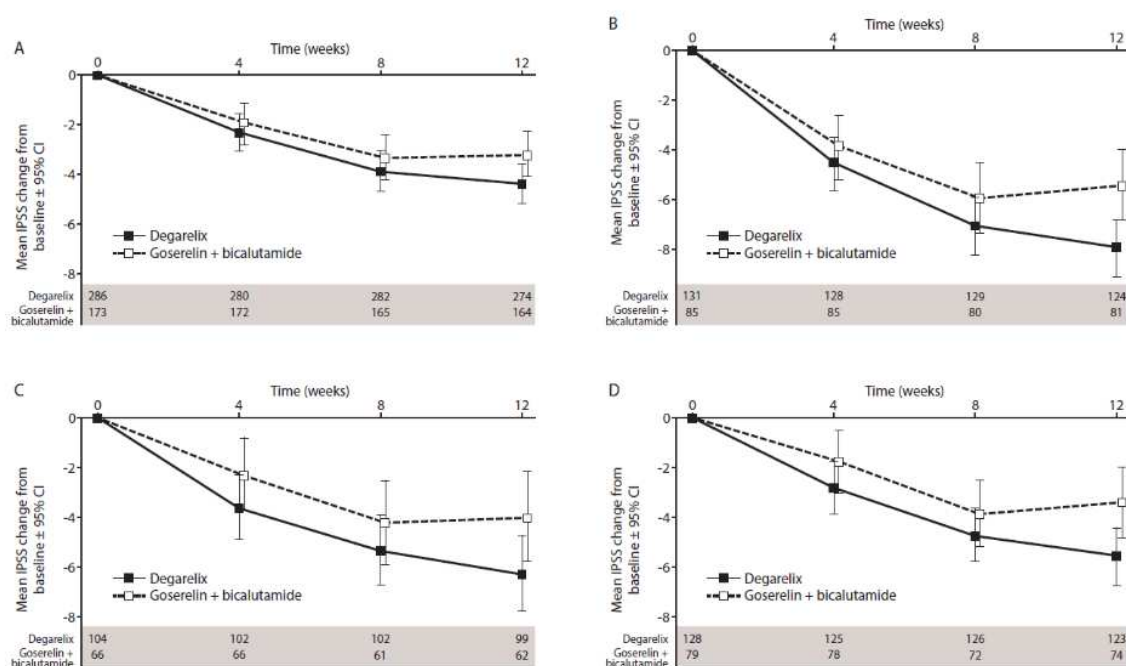 A
Time (weeks)
0 4 8 12
0
-2
-4
-6
-8
Mean IPSS change from
baseline ± 95% CI
Degarelix
Goserelin + bicalutamide
Degarelix 286 280 282 274
Goserelin +
bicalutamide 173 172 165 164
B
Time (weeks)
0 4 8 12
0
-2
-4
-6
-8
Mean IPSS change from
baseline ± 95% CI
Degarelix
Goserelin + bicalutamide
Degarelix 131 128 129 124
Goserelin +
bicalutamide 85 85 80 81
C
Time (weeks)
0 4 8 12
0
-2
-4
-6
-8
Mean IPSS change from
baseline ± 95% CI
Degarelix
Goserelin + bicalutamide
Degarelix 104 102 102 99
Goserelin +
bicalutamide 66 66 61 62
D
Time (weeks)
0 4 8 12
0
-2
-4
-6
-8
Mean IPSS change from
baseline ± 95% CI
Degarelix
Goserelin + bicalutamide
Degarelix 128 125 126 123
Goserelin +
bicalutamide 79 78 72 74